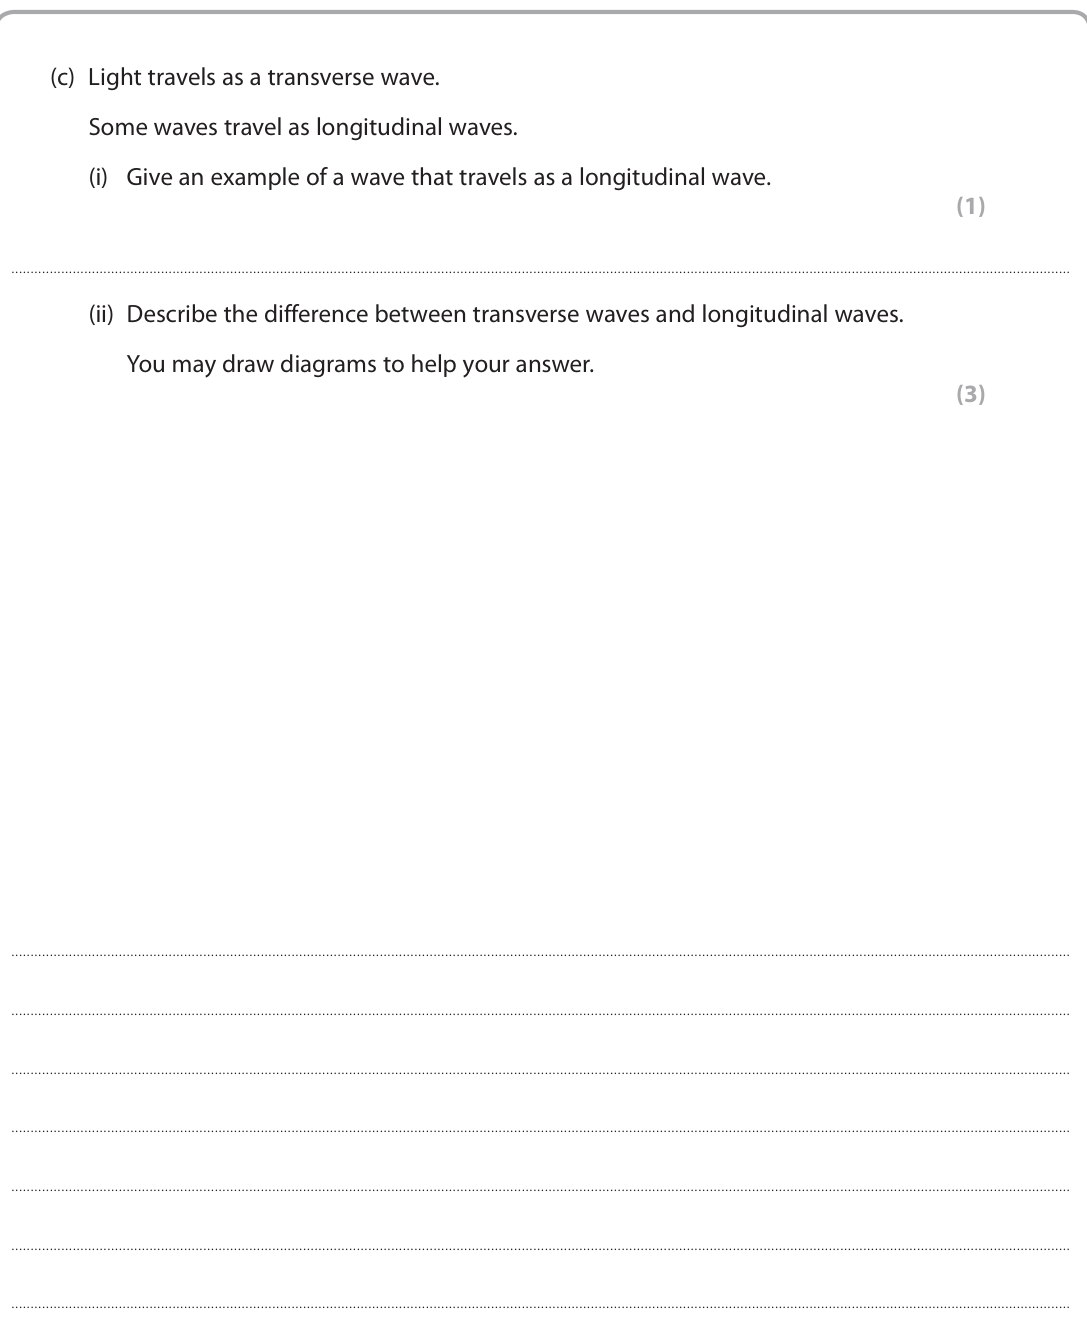 (c) Light travels as a transverse wave.
Some waves travel as longitudinal waves.
(i) Give an example of a wave that travels as a longitudinal wave.
(1)
(ii) Describe the difference between transverse waves and longitudinal waves.
You may draw diagrams to help your answer.
(3)